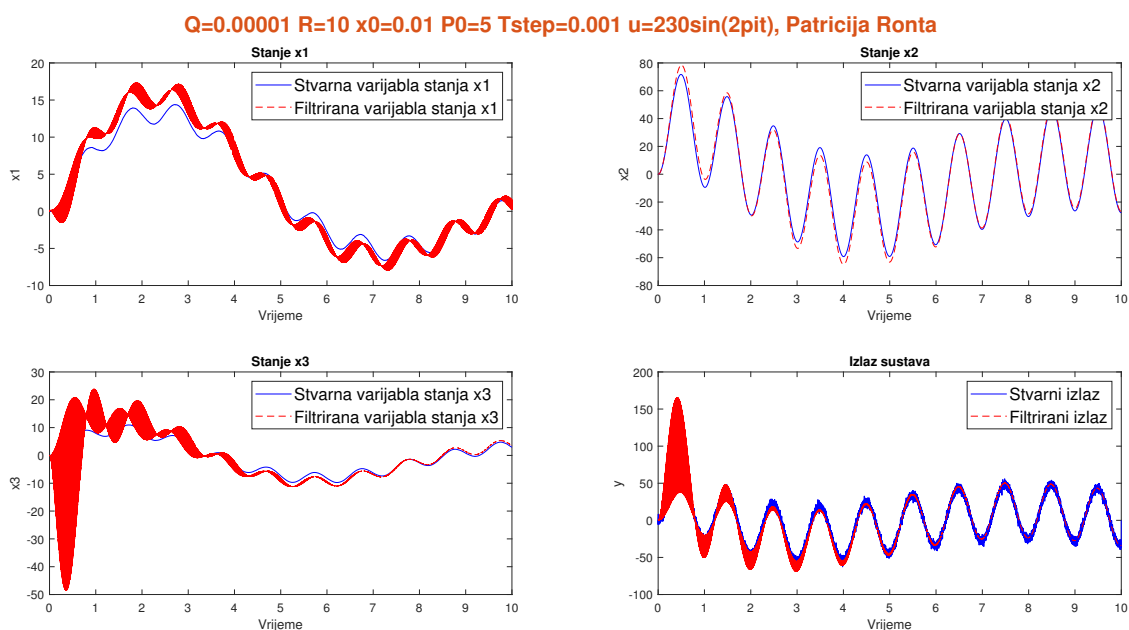 Q=0.00001 R=10 x0=0.01 P0=5 Tstep=0.001 u=230sin(2pit), Patricija Ronta
Stanje x1
20
15
10
5
0
-5
-10
x1
0 1 2 3 4 5 6 7 8 9 10
Vrijeme
Stvarna varijabla stanja x1
Filtrirana varijabla stanja x1
Stanje x2
80
60
40
20
0
-20
-40
-60
-80
x2
0 1 2 3 4 5 6 7 8 9 10
Vrijeme
Stvarna varijabla stanja x2
Filtrirana varijabla stanja x2
Stanje x3
30
20
10
0
-10
-20
-30
-40
-50
x3
0 1 2 3 4 5 6 7 8 9 10
Vrijeme
Stvarna varijabla stanja x3
Filtrirana varijabla stanja x3
Izlaz sustava
200
150
100
50
0
-50
-100
y
0 1 2 3 4 5 6 7 8 9 10
Vrijeme
Stvarni izlaz
Filtrirani izlaz